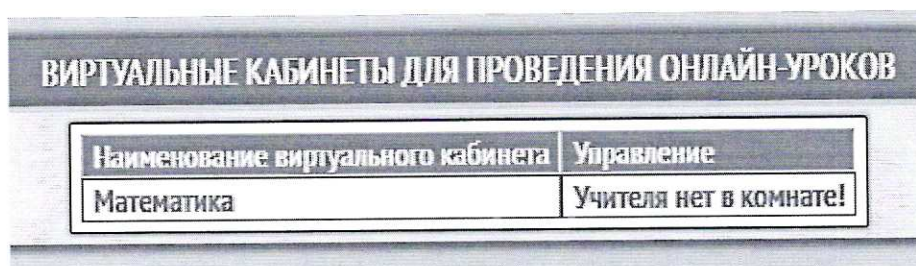 ВИРТУАЛЬНЫЕ КАБИНЕТЫ ДЛЯ ПРОВЕДЕНИЯ ОНЛАЙН-УРОКОВ
Наименование виртуального кабинета Управление
Математика Учителя нет в комнате!